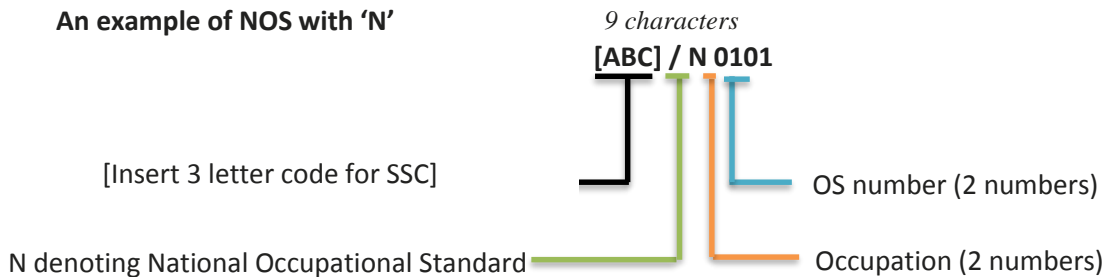 An example of NOS with ‘N’
9 characters
[ABC] / N 0101
[Insert 3 letter code for SSC]
OS number (2 numbers)
N denoting National Occupational Standard
Occupation (2 numbers)